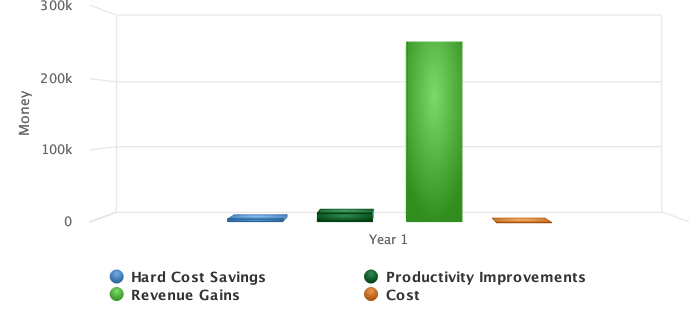 300k
200k
100k
0
Money
Year 1
Hard Cost Savings
Productivity Improvements
Revenue Gains
Cost